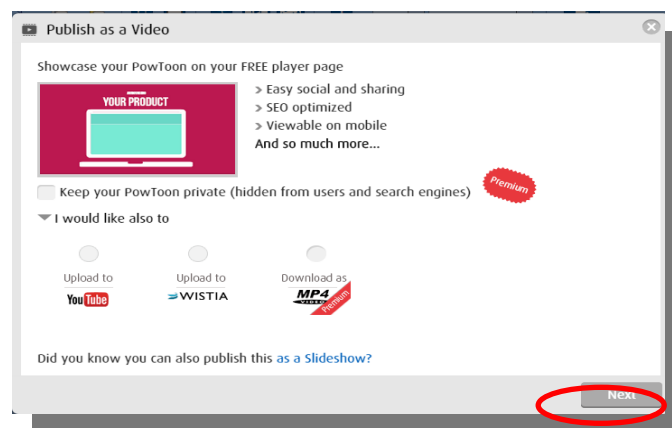 Publish as a Video
Showcase your PowToon on your FREE player page
YOUR PRODUCT
> Easy social and sharing
> SEO optimized
> Viewable on mobile
And so much more...
Keep your PowToon private (hidden from users and search engines)
Premium
I would like also to
Upload to
YouTube
Upload to
WISTIA
Download as
MP4
VIDEO
Premium
Did you know you can also publish this as a Slideshow?
Next